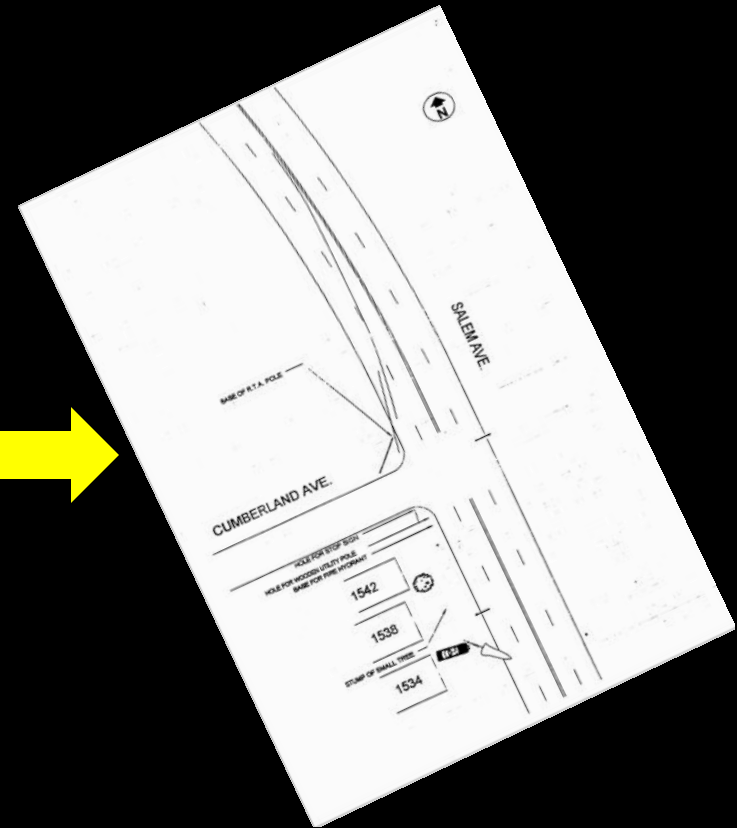 N
SALEM AVE.
BASE OF R.T.A. POLE
CUMBERLAND AVE.
HOLE FOR STOP SIGN
HOLE FOR WOODEN UTILITY POLE
BASE FOR FIRE HYDRANT
1542
1538
STUMP OF SMALL TREE
1534